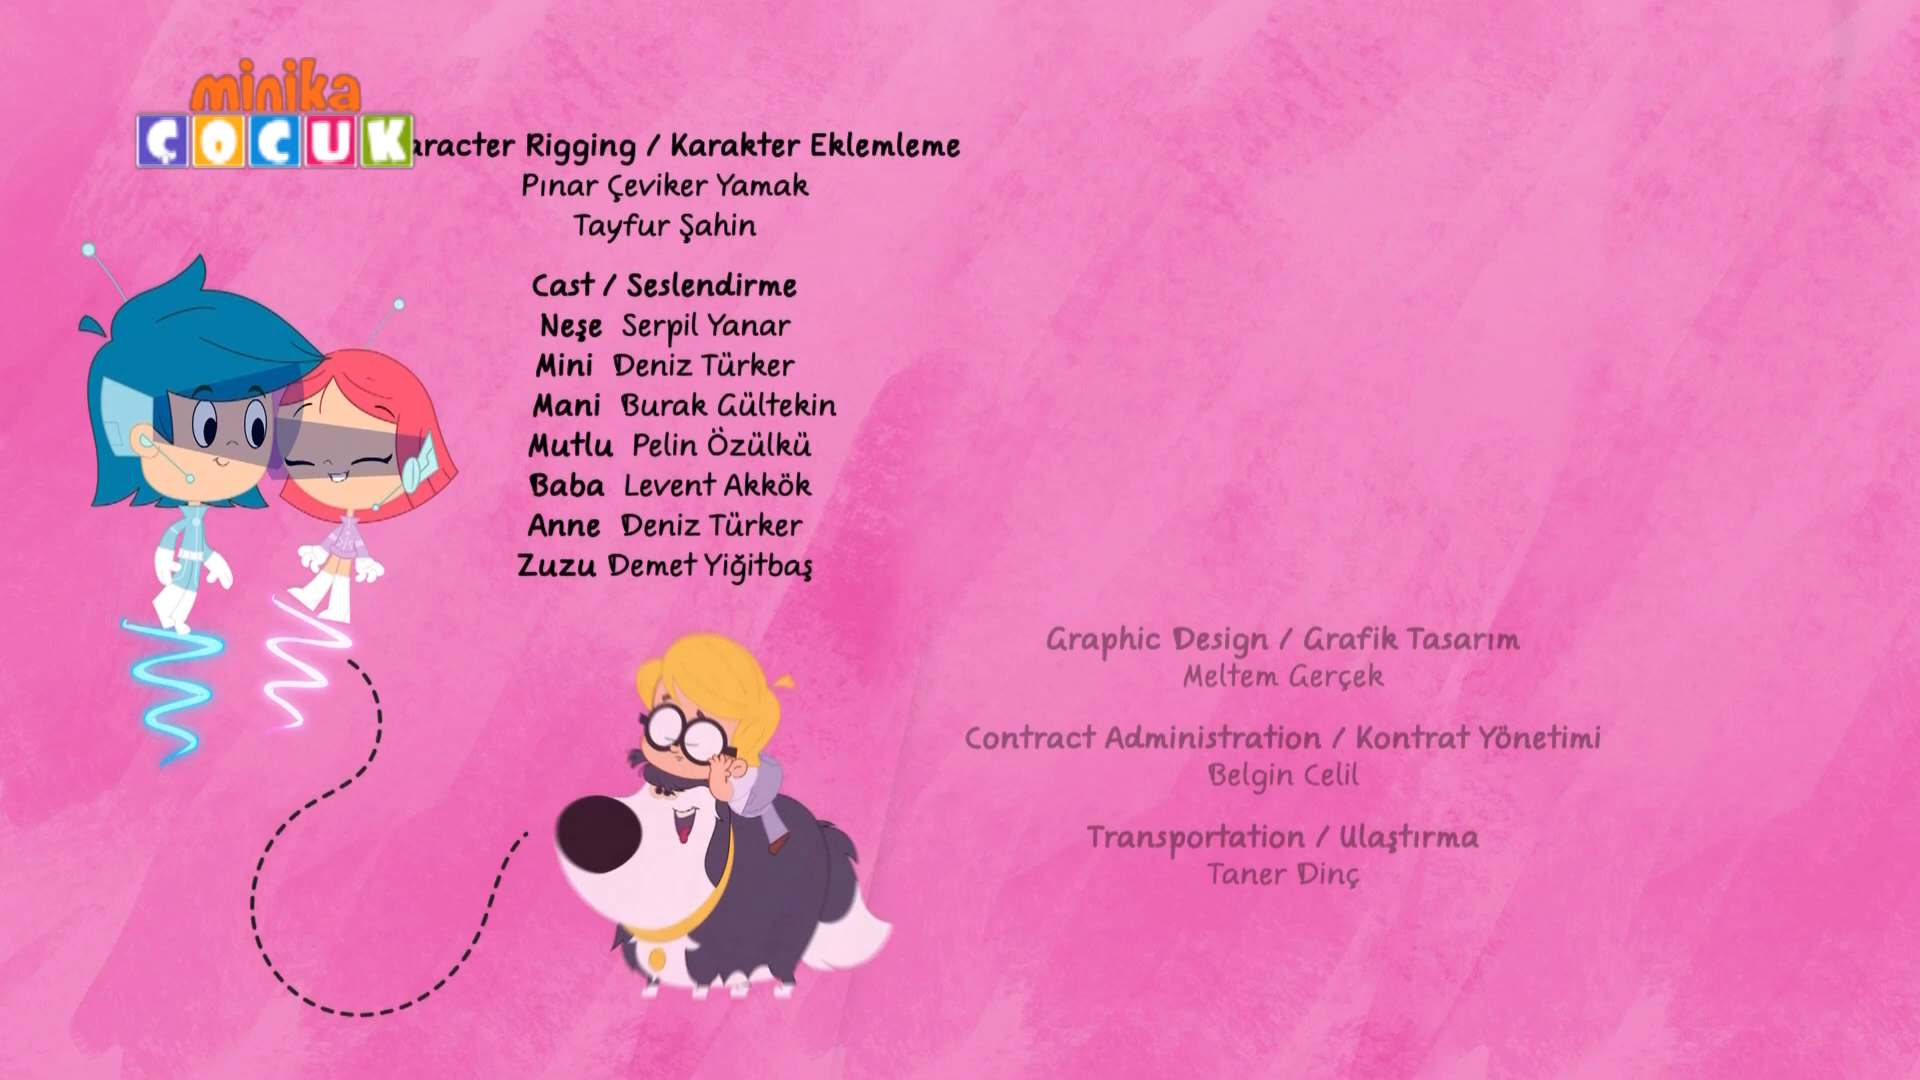 minika
ÇOCUK
aracter Rigging / Karakter Eklemleme
Pınar Çeviker Yamak
Tayfur Şahin
Cast / Seslendirme
Neşe Serpil Yanar
Mini Deniz Türker
Mani Burak Gültekin
Mutlu Pelin Özülkü
Baba Levent Akkök
Anne Deniz Türker
Zuzu Demet Yiğitbaş
Graphic Design / Grafik Tasarım
Meltem Gerçek
Contract Administration / Kontrat Yönetimi
Belgin Celil
Transportation / Ulaştırma
Taner Dinç